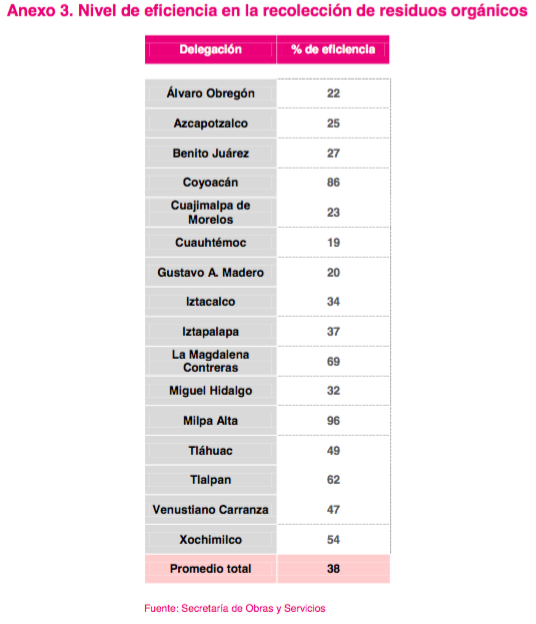 Anexo 3. Nivel de eficiencia en la recolección de residuos orgánicos
Delegación % de eficiencia
Álvaro Obregón 22
Azcapotzalco 25
Benito Juárez 27
Coyoacán 86
Cuajimalpa de
Morelos 23
Cuauhtémoc 19
Gustavo A. Madero 20
Iztacalco 34
Iztapalapa 37
La Magdalena
Contreras 69
Miguel Hidalgo 32
Milpa Alta 96
Tláhuac 49
Tlalpan 62
Venustiano Carranza 47
Xochimilco 54
Promedio total 38
Fuente: Secretaría de Obras y Servicios